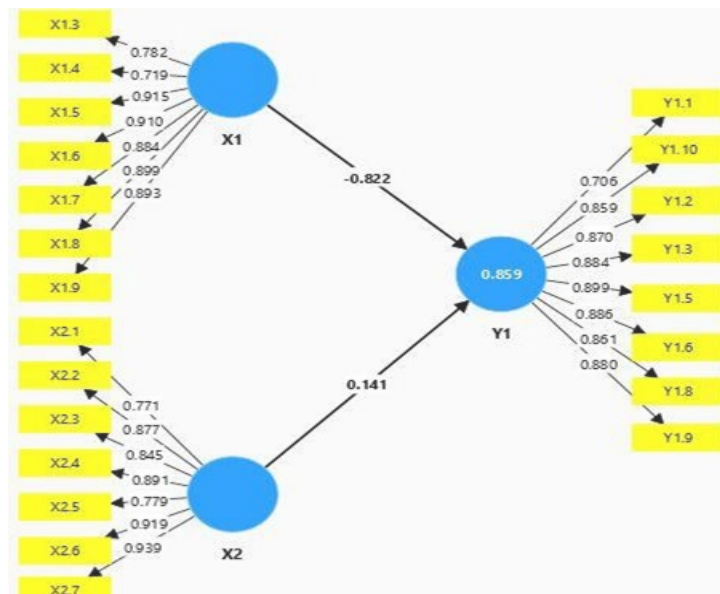 X1.3
X1.4
X1.5
X1.6
X1.7
X1.8
X1.9
0.782
0.719
0.915
0.910
0.884
0.899
0.893
X1
-0.822
X2.1
X2.2
X2.3
X2.4
X2.5
X2.6
X2.7
0.771
0.877
0.845
0.891
0.779
0.919
0.939
X2
0.141
0.859
Y1
0.706
0.859
0.870
0.884
0.899
0.886
0.861
0.880
Y1.1
Y1.10
Y1.2
Y1.3
Y1.5
Y1.6
Y1.8
Y1.9